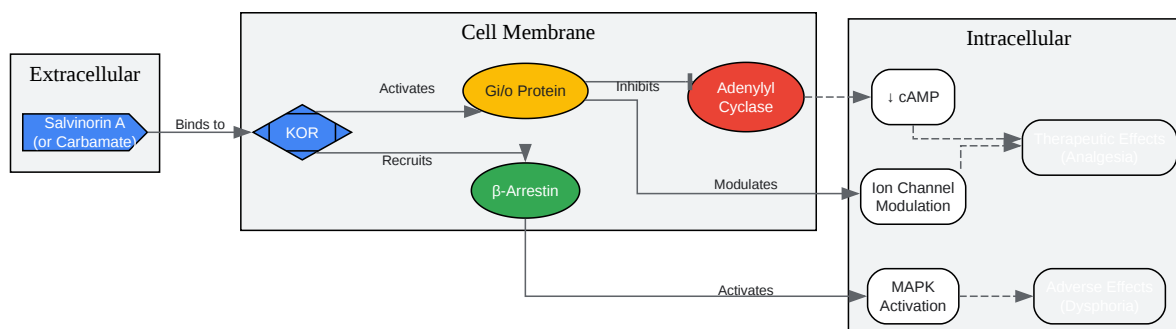 Extracellular
Salvinorin A
(or Carbamate)
Binds to
Cell Membrane
KOR
Activates
Recruits
Gi/o Protein
β-Arrestin
Inhibits
Adenylyl
Cyclase
Modulates
Activates
Intracellular
↓ cAMP
Ion Channel
Modulation
Therapeutic Effects
(Analgesia)
MAPK
Activation
Adverse Effects
(Dysphoria)